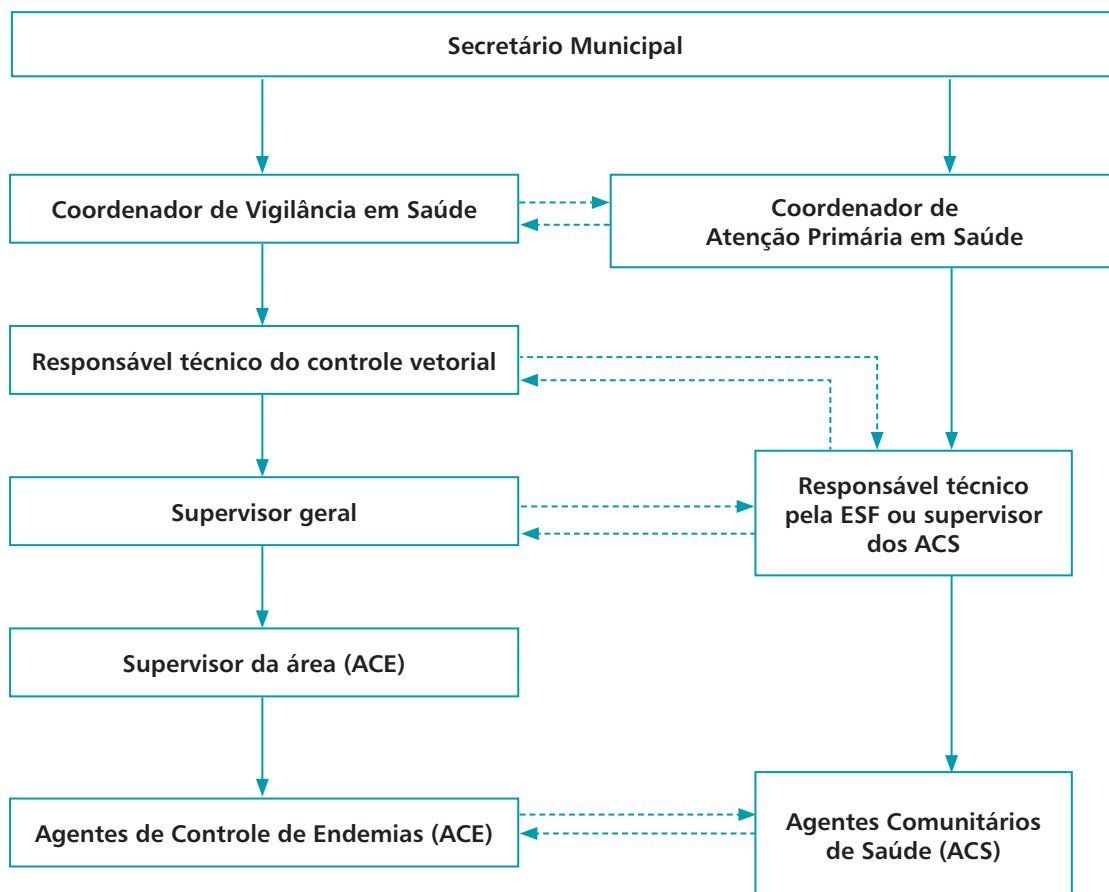 Secretário Municipal
Coordenador de Vigilância em Saúde
Coordenador de
Atenção Primária em Saúde
Responsável técnico do controle vetorial
Supervisor geral
Responsável técnico
pela ESF ou supervisor
dos ACS
Supervisor da área (ACE)
Agentes de Controle de Endemias (ACE)
Agentes Comunitários
de Saúde (ACS)